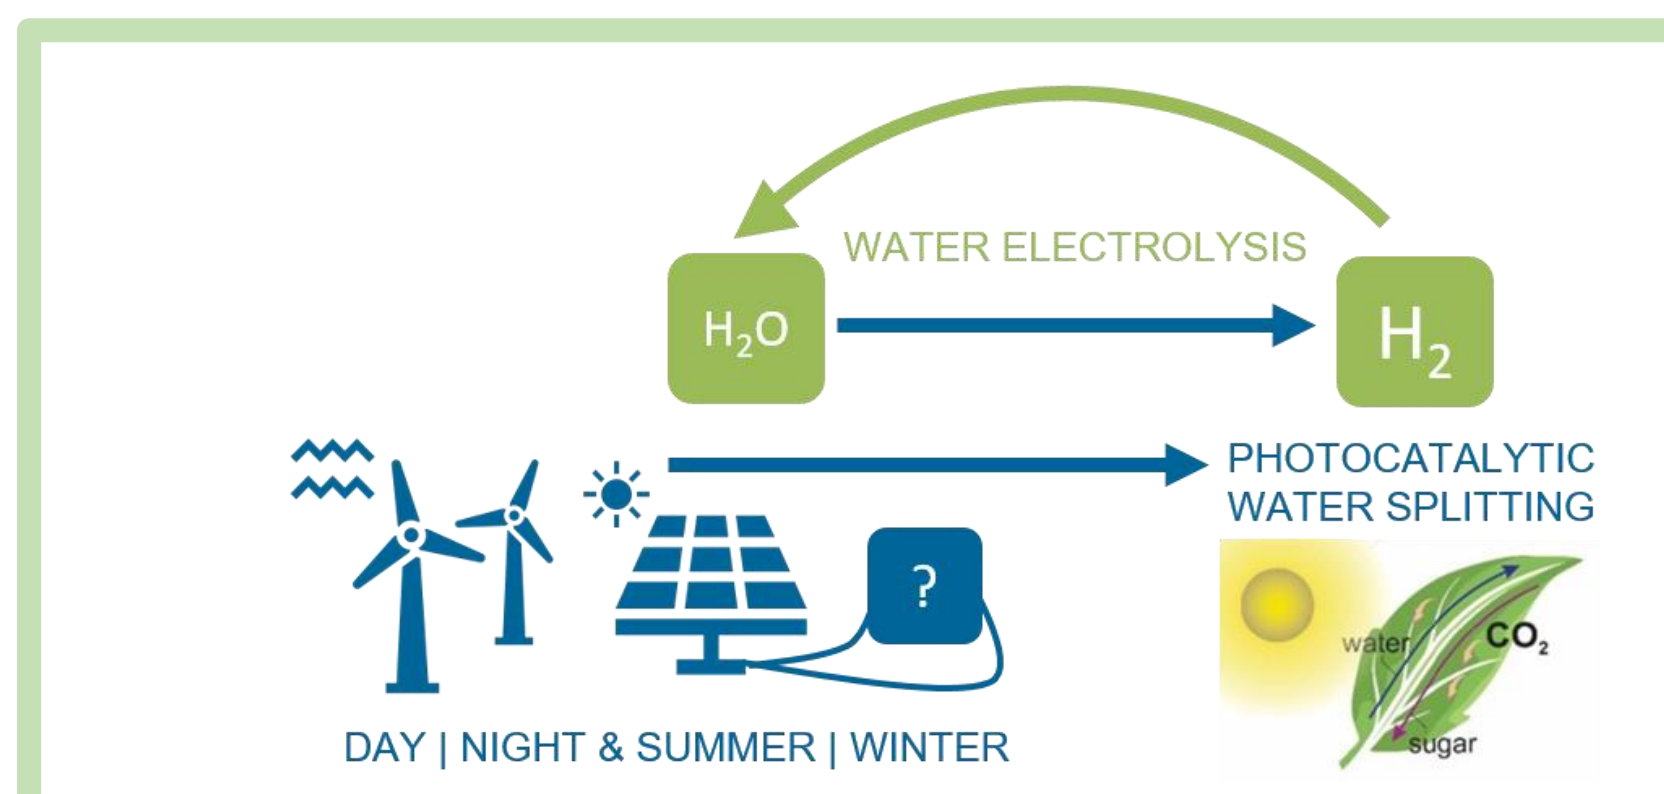 WATER ELECTROLYSIS
H₂O
H₂
PHOTOCATALYTIC
WATER SPLITTING
?
water
CO₂
sugar
DAY | NIGHT & SUMMER | WINTER